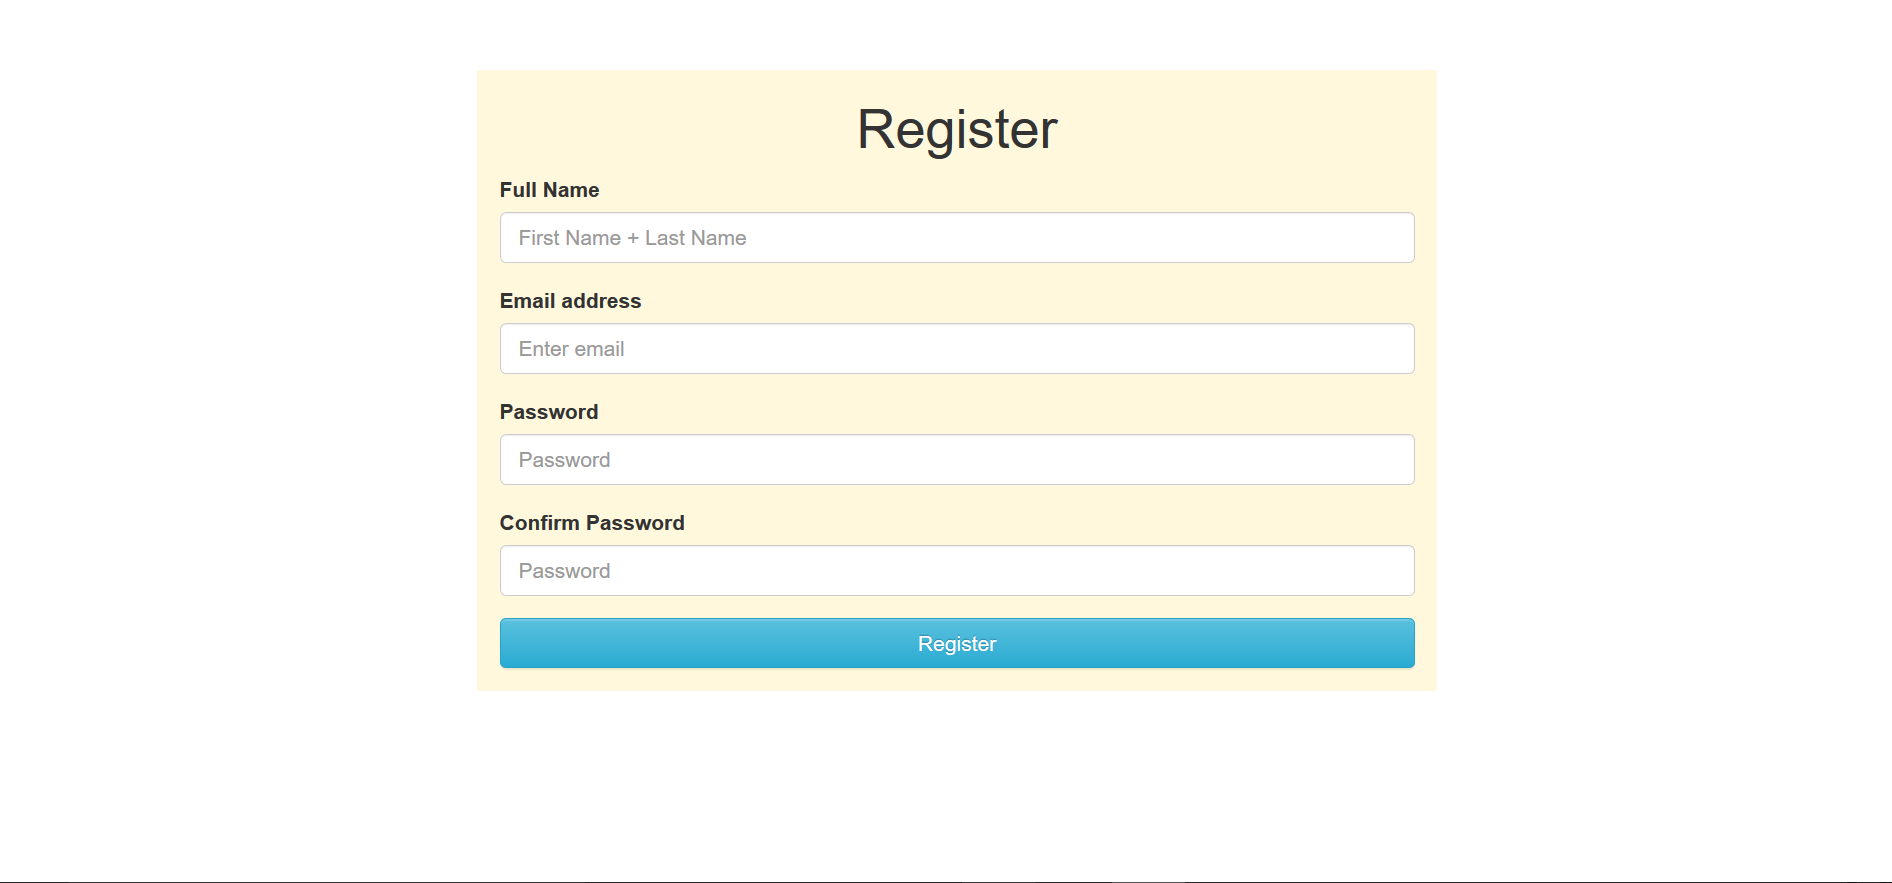 Register
Full Name
First Name + Last Name
Email address
Enter email
Password
Password
Confirm Password
Password
Register